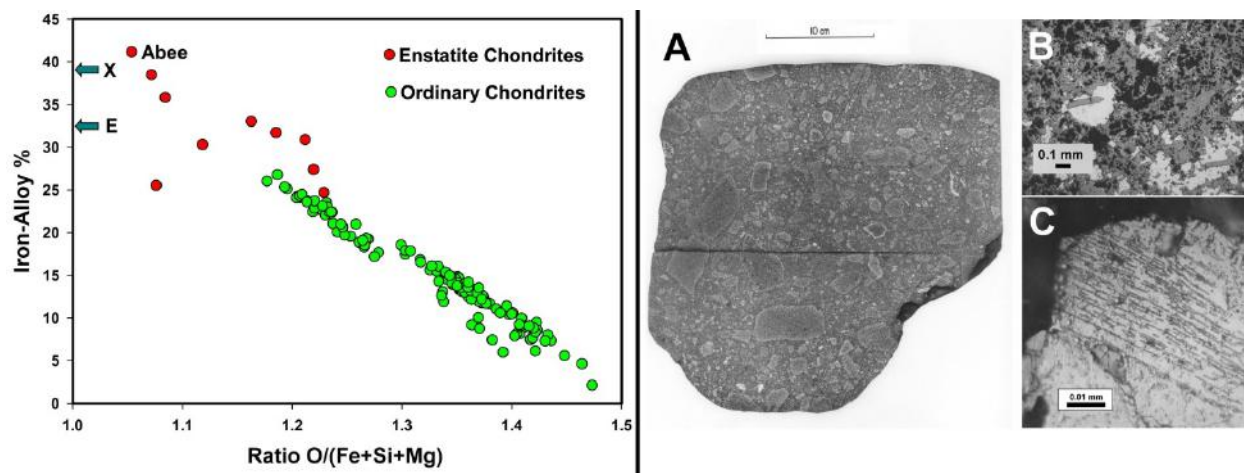 45
40
35
30
25
20
15
10
5
0
Iron-Alloy %
X
E
Abee
Enstatite Chondrites
Ordinary Chondrites
1.0 1.1 1.2 1.3 1.4 1.5
Ratio O/(Fe+Si+Mg)
A
10 cm
B
0.1 mm
C
0.01 mm